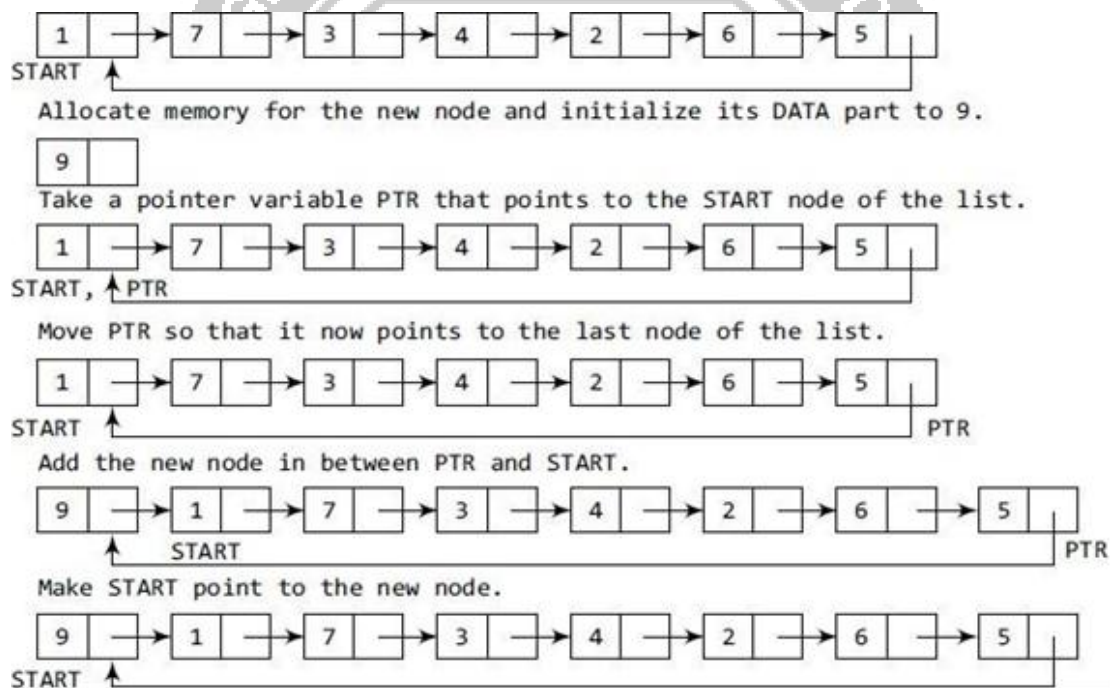 1 7 3 4 2 6 5
START
Allocate memory for the new node and initialize its DATA part to 9.
9
Take a pointer variable PTR that points to the START node of the list.
1 7 3 4 2 6 5
START, PTR
Move PTR so that it now points to the last node of the list.
1 7 3 4 2 6 5
START PTR
Add the new node in between PTR and START.
9 1 7 3 4 2 6 5
START PTR
Make START point to the new node.
9 1 7 3 4 2 6 5
START